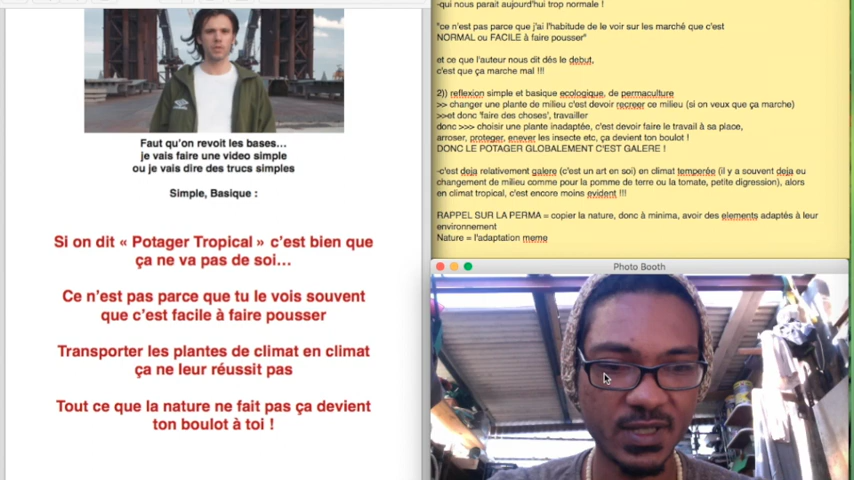 Faut qu'on revoit les bases...
je vais faire une video simple
ou je vais dire des trucs simples
Simple, Basique :
Si on dit « Potager Tropical » c'est bien que
ça ne va pas de soi...
Ce n'est pas parce que tu le vois souvent
que c'est facile à faire pousser
Transporter les plantes de climat en climat
ça ne leur réussit pas
Tout ce que la nature ne fait pas ça devient
ton boulot à toi !
-qui nous parait aujourd'hui trop normale !
"ce n'est pas parce que j'ai l'habitude de le voir sur les marché que c'est
NORMAL ou FACILE à faire pousser"
et ce que l'auteur nous dit dês le debut,
c'est que ça marche mal !!!
2)) reflexion simple et basique ecologique, de permaculture
>> changer une plante de milieu c'est devoir recreer ce milieu (si on veux que ça marche)
>>et donc 'faire des choses', travailler
donc >>> choisir une plante inadaptée, c'est devoir faire le travail à sa place,
arroser, proteger, enever les insecte etc, ça devient ton boulot !
DONC LE POTAGER GLOBALEMENT C'EST GALERE !
-c'est deja relativement galere (c'est un art en soi) en climat temperée (il y a souvent deja eu
changement de milieu comme pour la pomme de terre ou la tomate, petite digression), alors
en climat tropical, c'est encore moins evident !!!
RAPPEL SUR LA PERMA = copier la nature, donc à minima, avoir des elements adaptés à leur
environnement
Nature = l'adaptation meme
Photo Booth